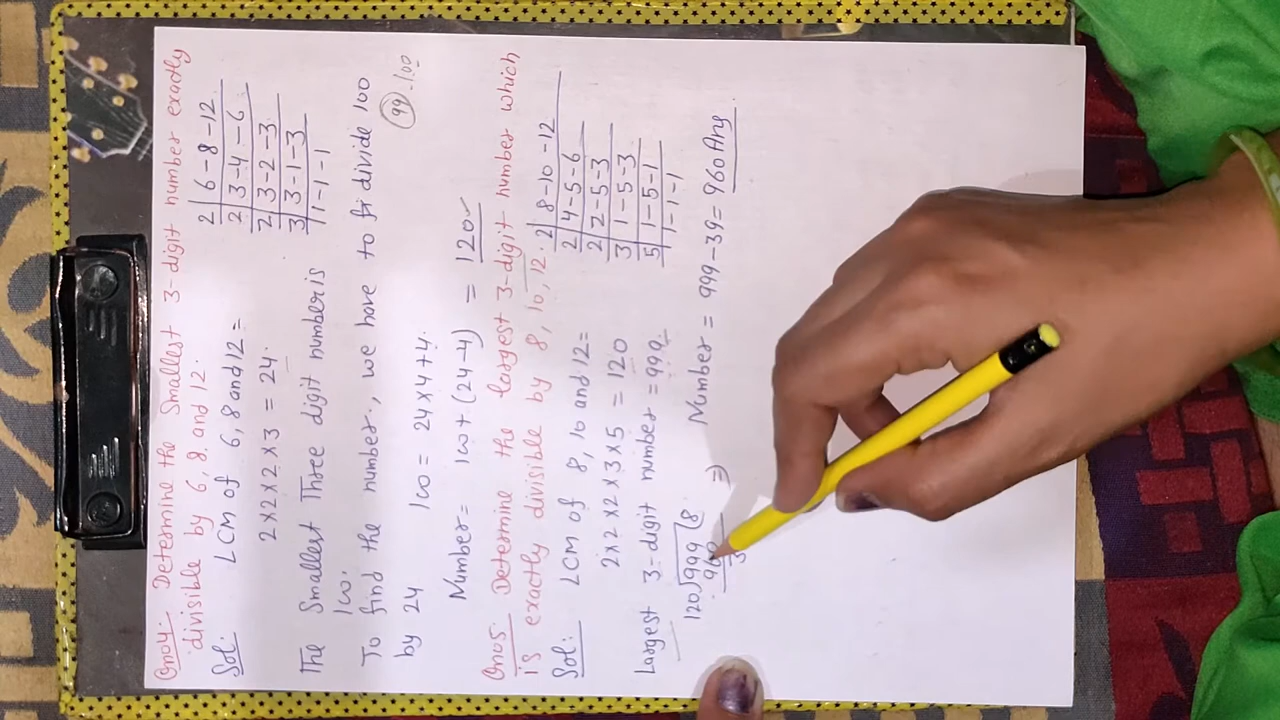 Qno4:- Determine the Smallest 3-digit number exactly
divisible by 6, 8 and 12.
Sol: LCM of 6, 8 and 12 =
2 x 2 x 2 x 3 = 24.
2 | 6 - 8 - 12
2 | 3 - 4 - 6
2 | 3 - 2 - 3
3 | 3 - 1 - 3
1 - 1 - 1
The Smallest Three digit number is
100.
To find the number, we have to divide 100
by 24 100 = 24 x 4 + 4.
99 - 100
Number = 100 + (24 - 4) = 120
Qno5. Determine the largest 3-digit number which
is exactly divisible by 8, 10, 12.
Sol: LCM of 8, 10 and 12 =
2 x 2 x 2 x 3 x 5 = 120
2 | 8 - 10 - 12
2 | 4 - 5 - 6
2 | 2 - 5 - 3
3 | 1 - 5 - 3
5 | 1 - 5 - 1
1 - 1 - 1
Largest 3-digit number = 999.
120) 999 (8
960
3
=) Number = 999 - 39 = 960 Ans